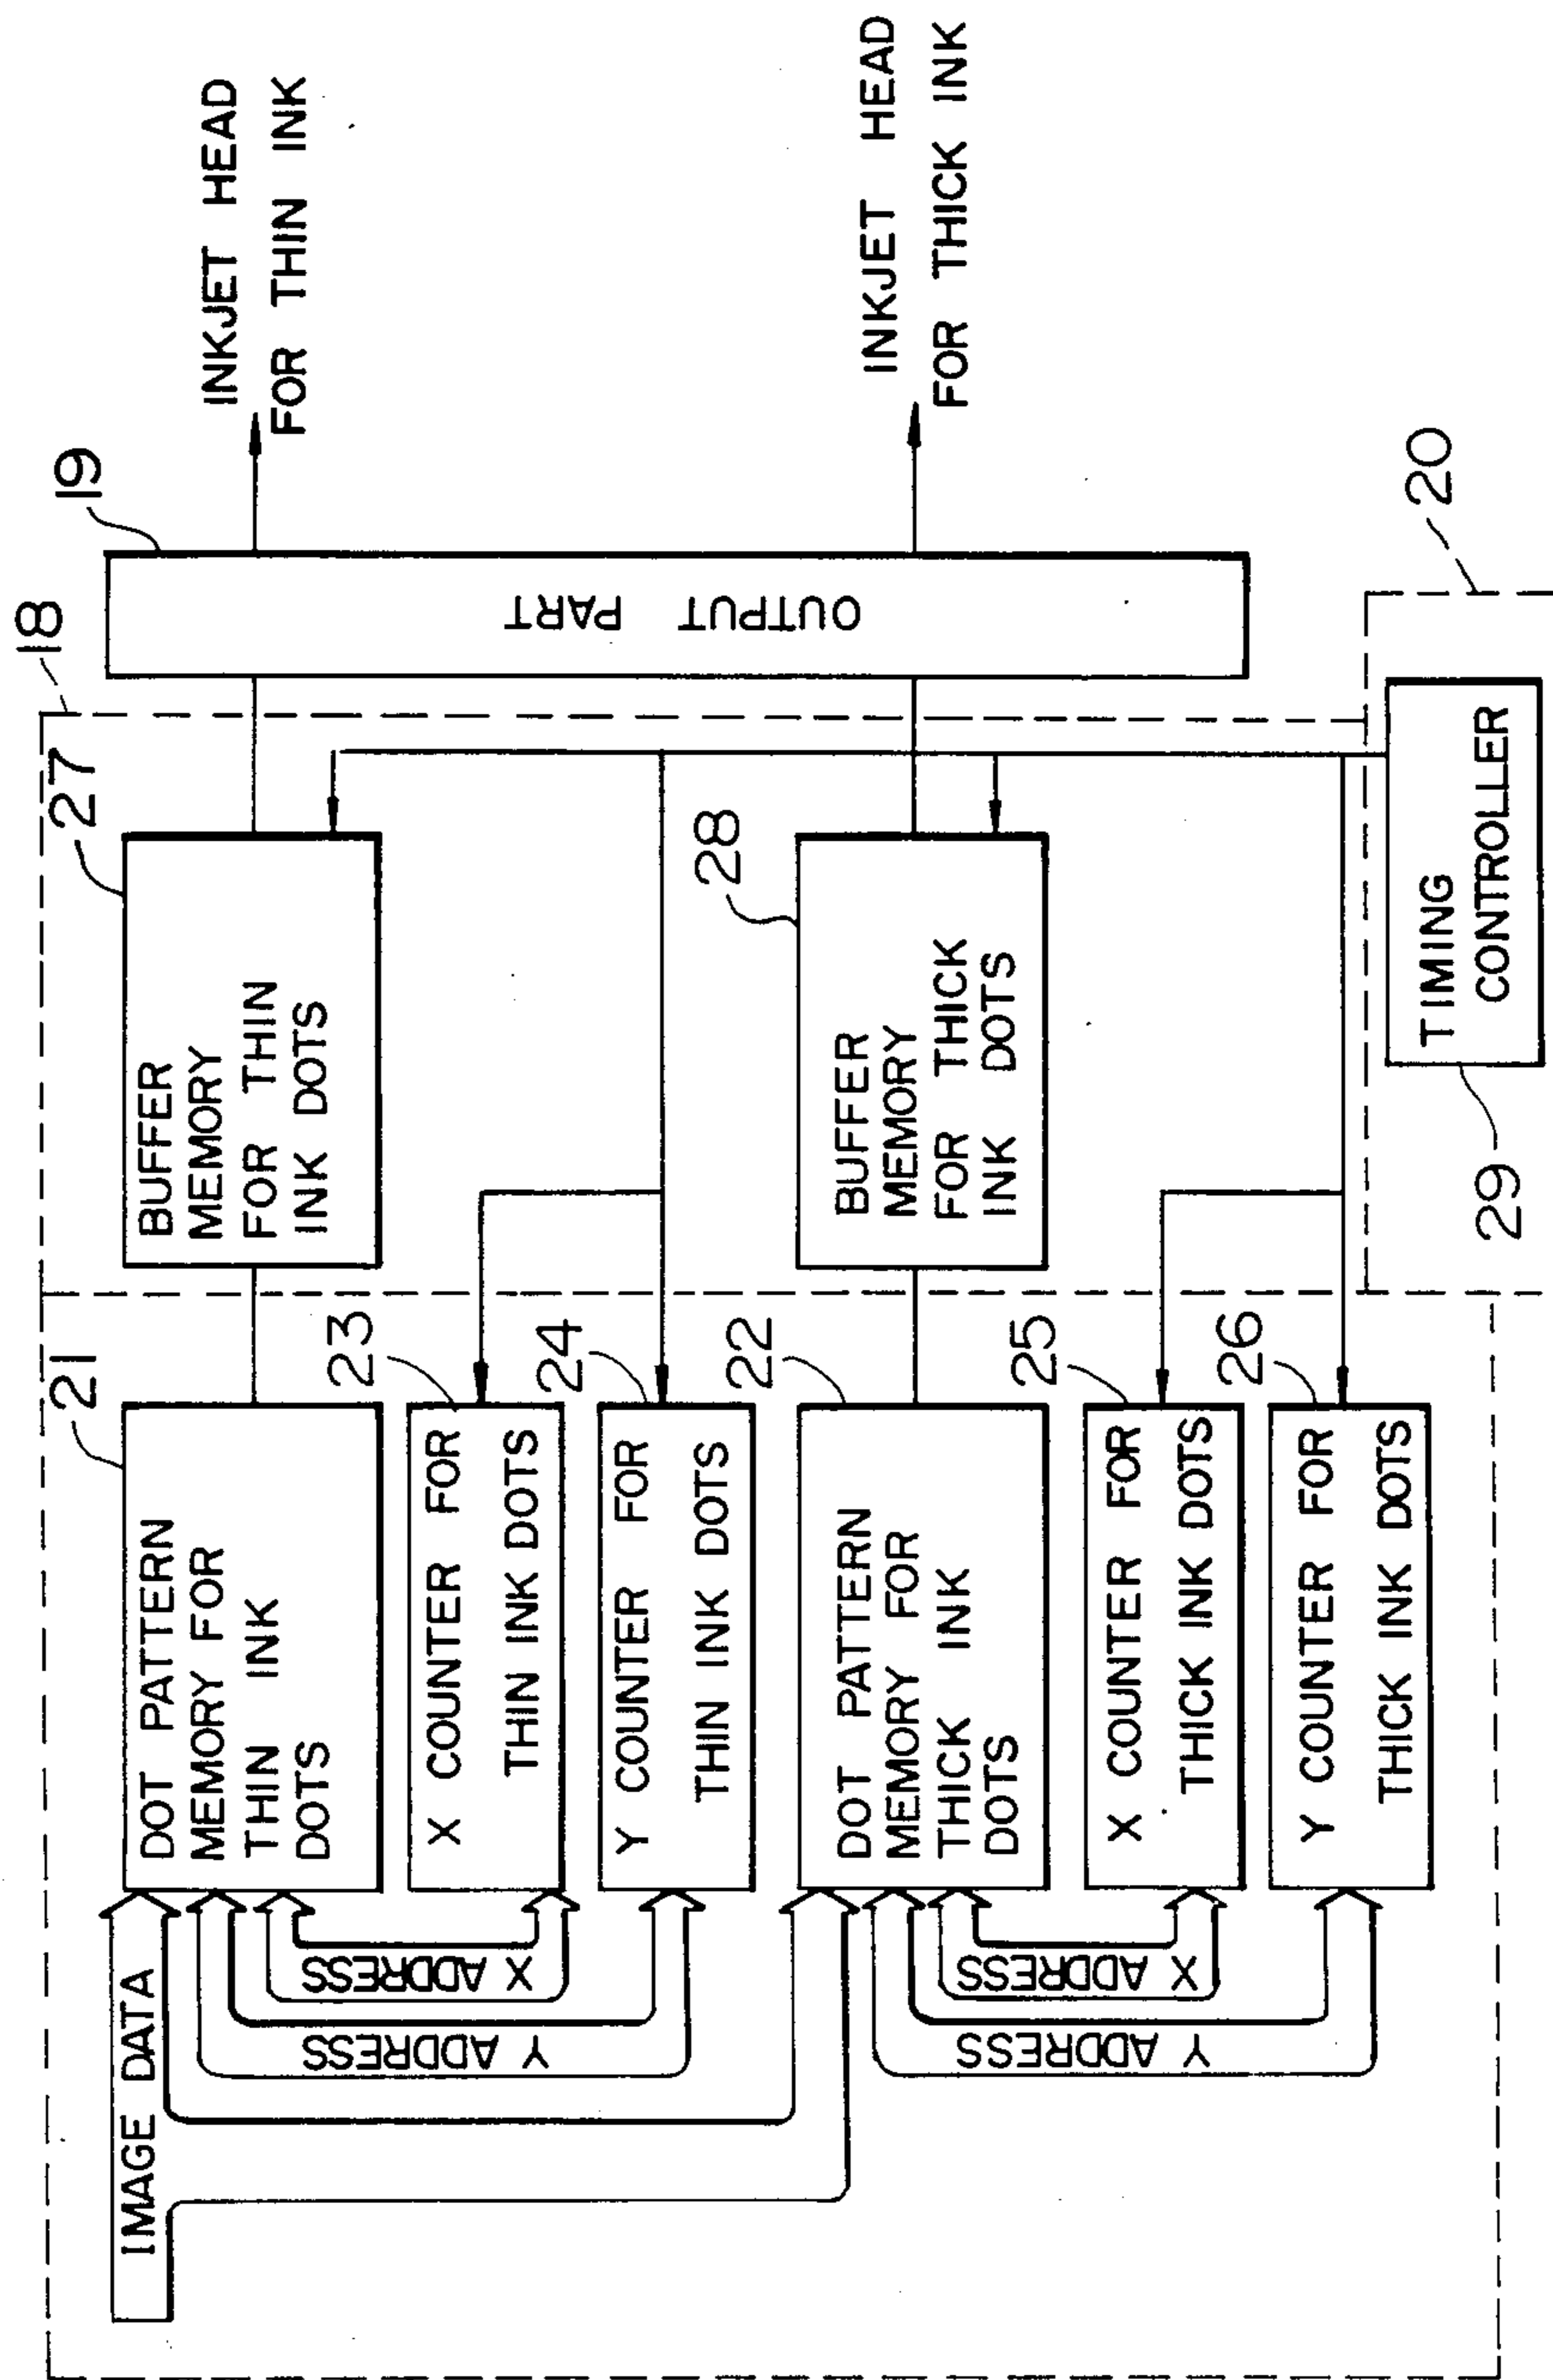 IMAGE DATA
21
DOT PATTERN
MEMORY FOR
THIN INK
DOTS
X ADDRESS
Y ADDRESS
23
X COUNTER FOR
THIN INK DOTS
24
Y COUNTER FOR
THIN INK DOTS
22
DOT PATTERN
MEMORY FOR
THICK INK
DOTS
X ADDRESS
Y ADDRESS
25
X COUNTER FOR
THICK INK DOTS
26
Y COUNTER FOR
THICK INK DOTS
18
27
BUFFER
MEMORY
FOR THIN
INK DOTS
28
BUFFER
MEMORY
FOR THICK
INK DOTS
29
TIMING
CONTROLLER
20
19
OUTPUT PART
INKJET HEAD
FOR THIN INK
INKJET HEAD
FOR THICK INK